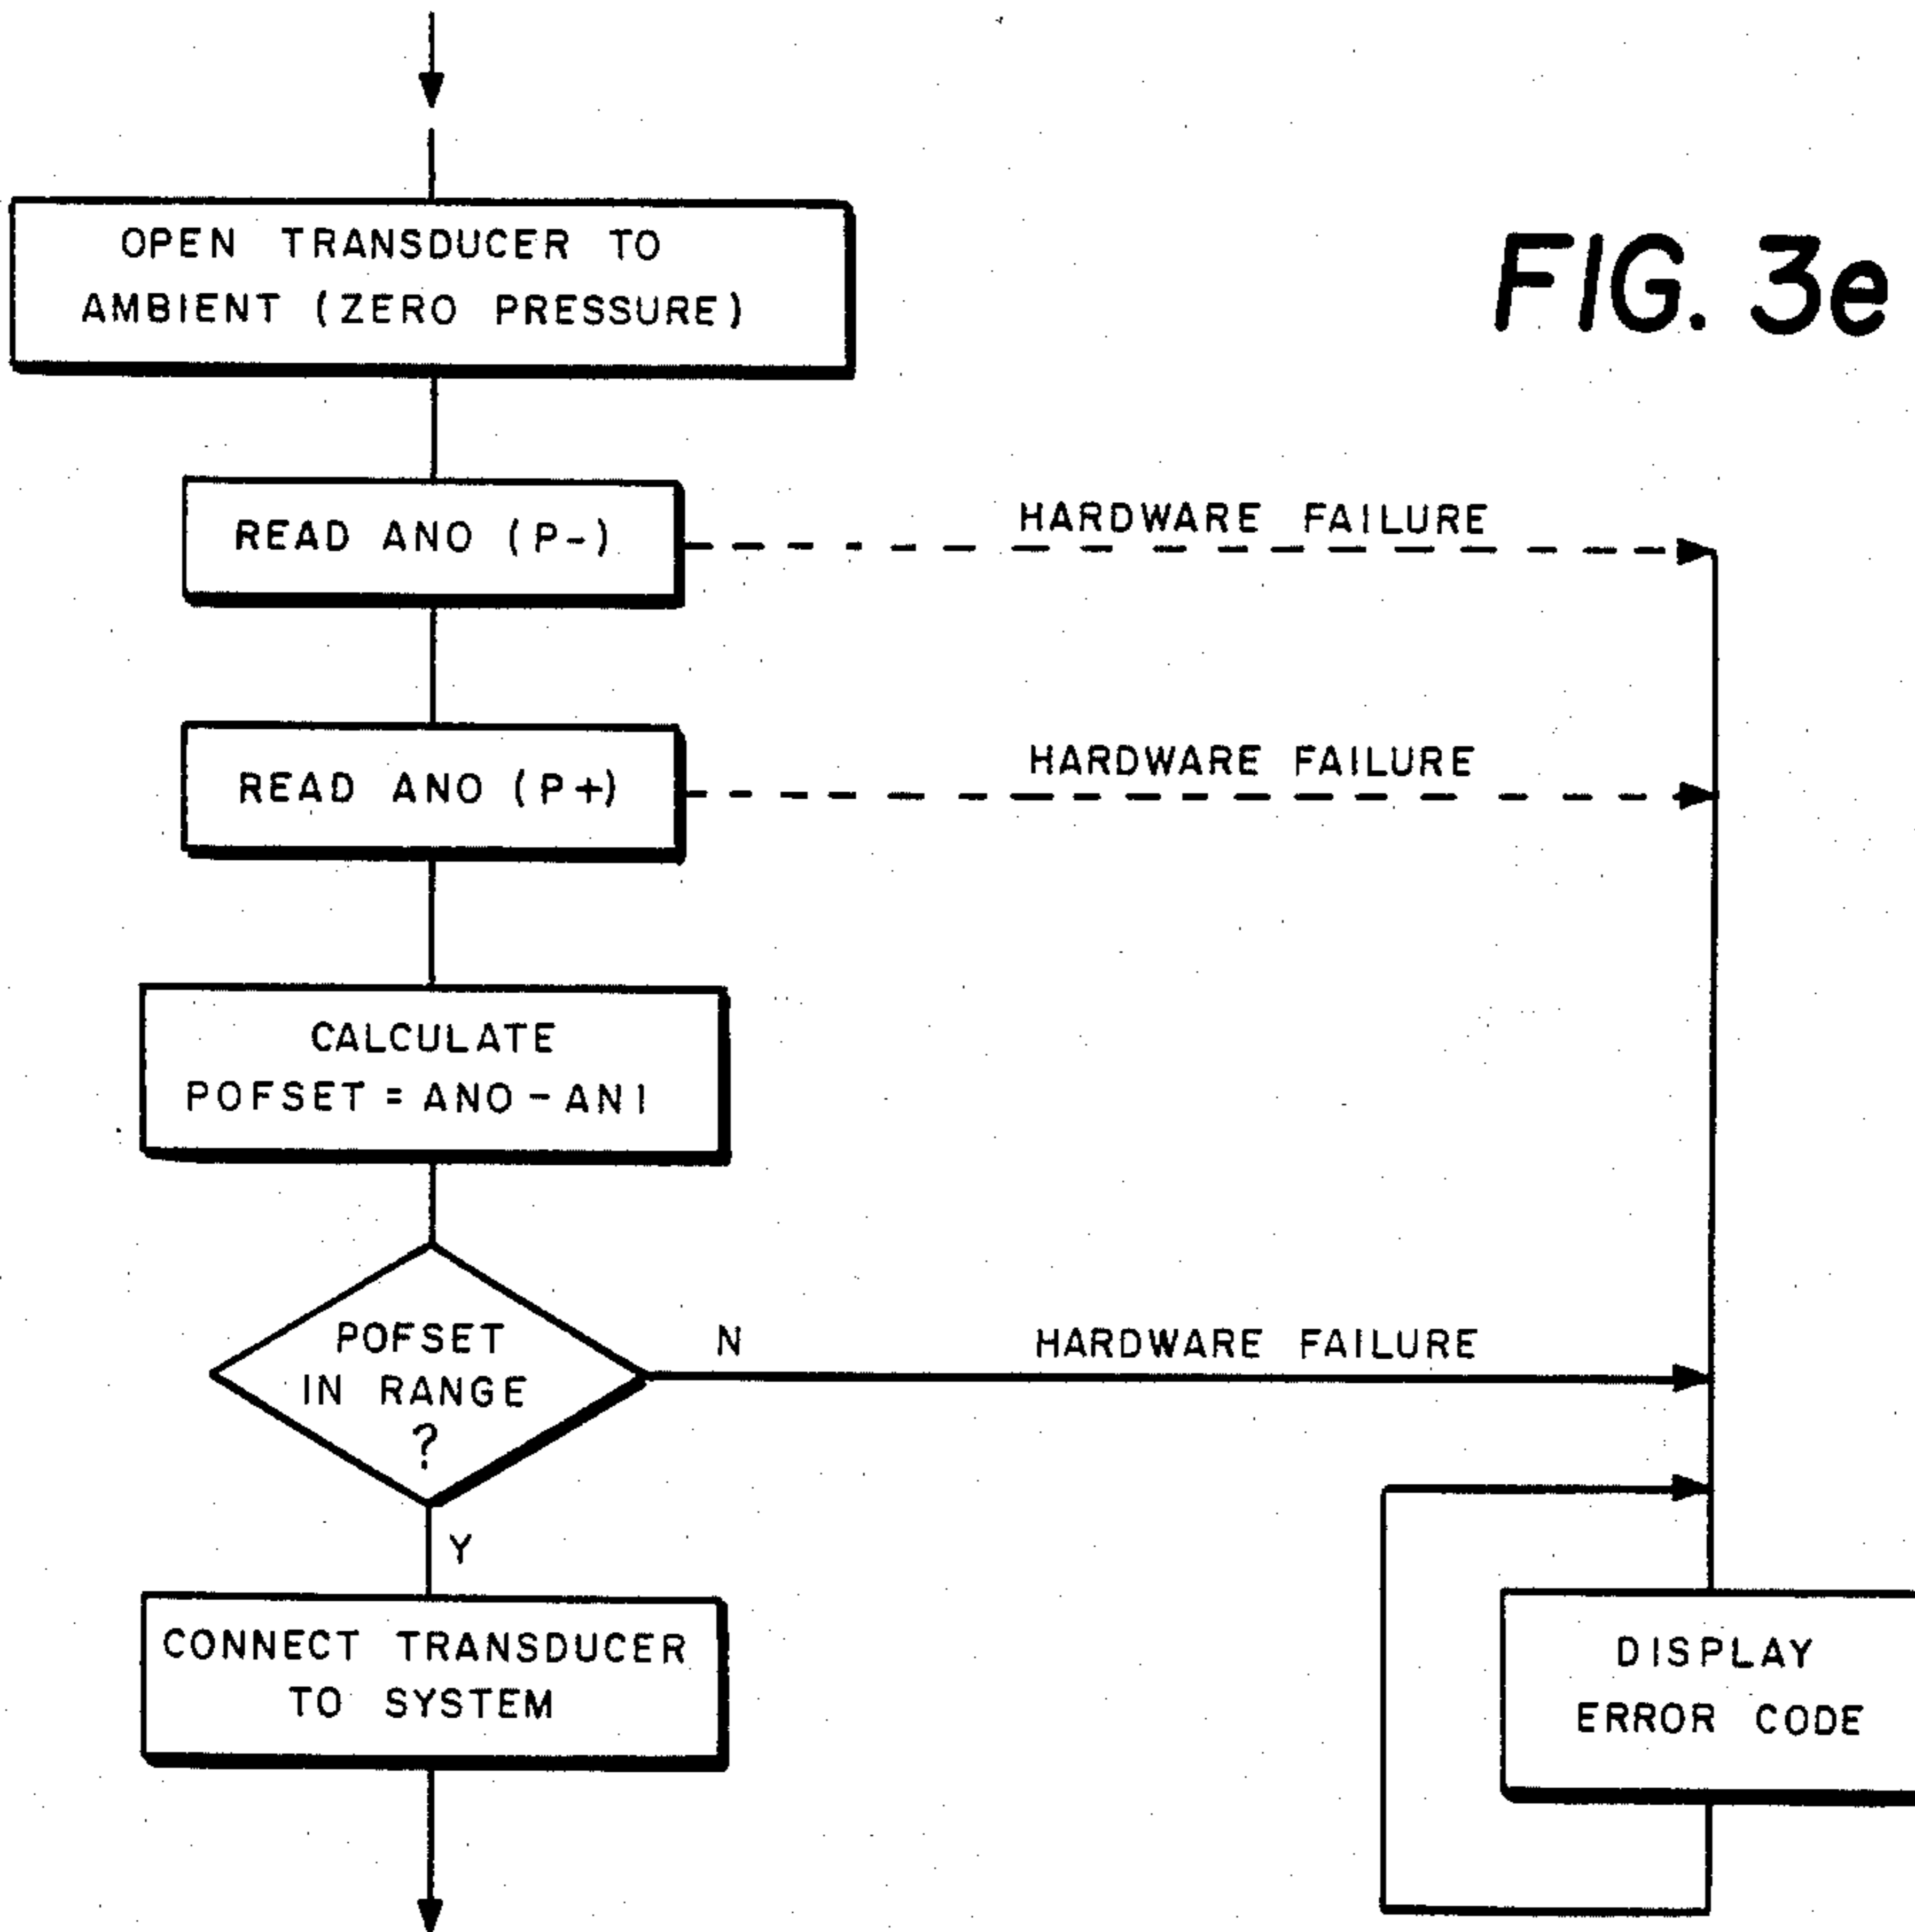 FIG. 3e
OPEN TRANSDUCER TO
AMBIENT (ZERO PRESSURE)
READ ANO (P-)
HARDWARE FAILURE
READ ANO (P+)
HARDWARE FAILURE
CALCULATE
POFSET = ANO - AN1
POFSET
IN RANGE
?
N
HARDWARE FAILURE
Y
CONNECT TRANSDUCER
TO SYSTEM
DISPLAY
ERROR CODE